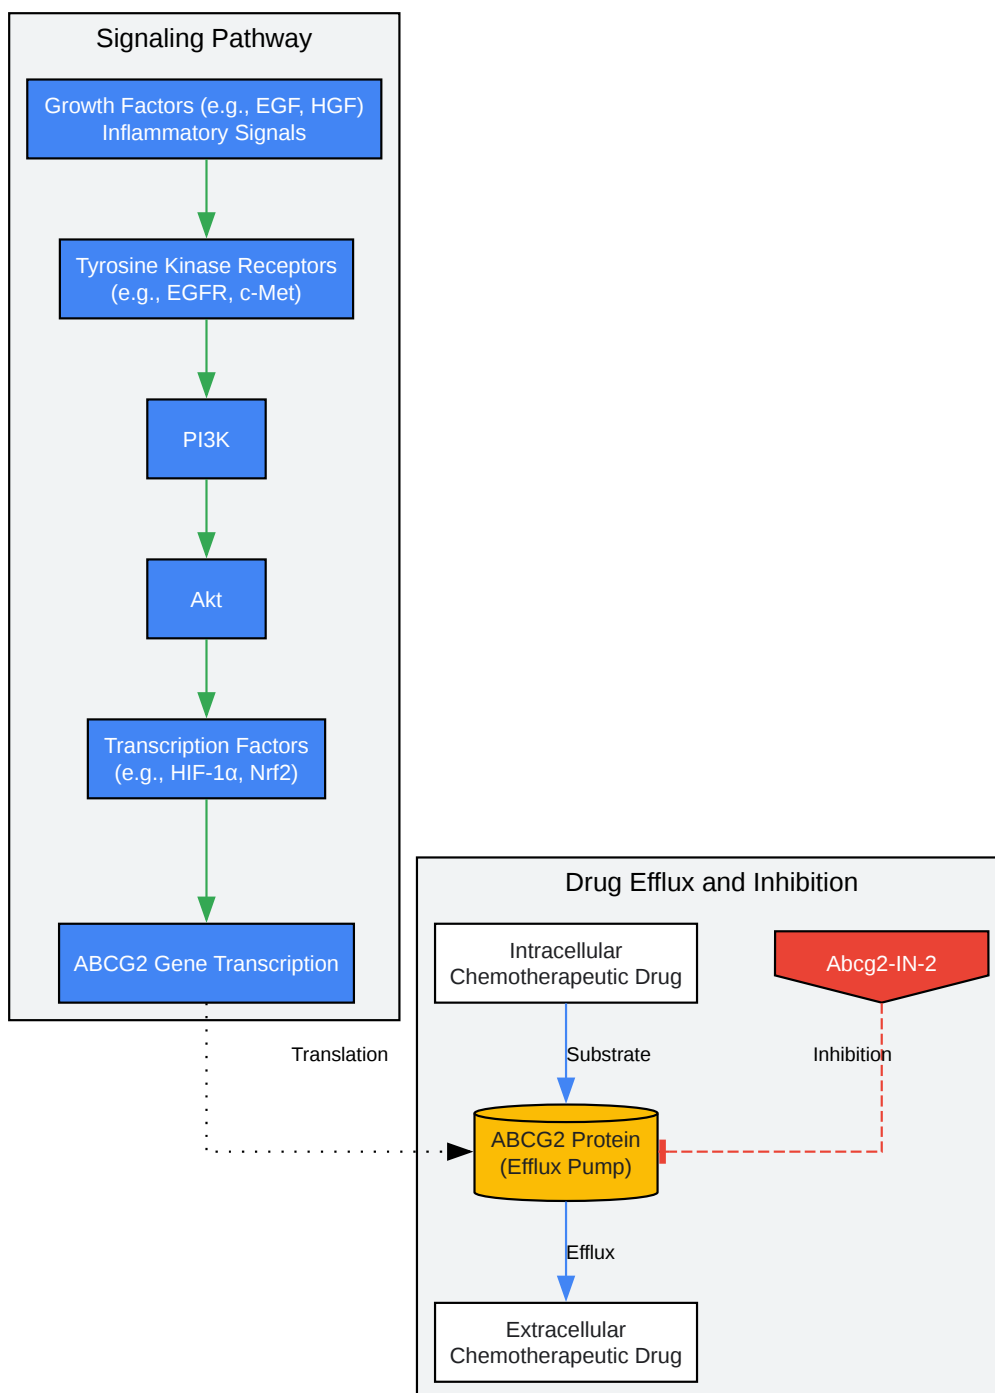 Signaling Pathway
Growth Factors (e.g., EGF, HGF)
Inflammatory Signals
Tyrosine Kinase Receptors
(e.g., EGFR, c-Met)
PI3K
Akt
Transcription Factors
(e.g., HIF-1α, Nrf2)
ABCG2 Gene Transcription
Translation
Drug Efflux and Inhibition
Intracellular
Chemotherapeutic Drug
Abcg2-IN-2
Substrate
Inhibition
ABCG2 Protein
(Efflux Pump)
Efflux
Extracellular
Chemotherapeutic Drug